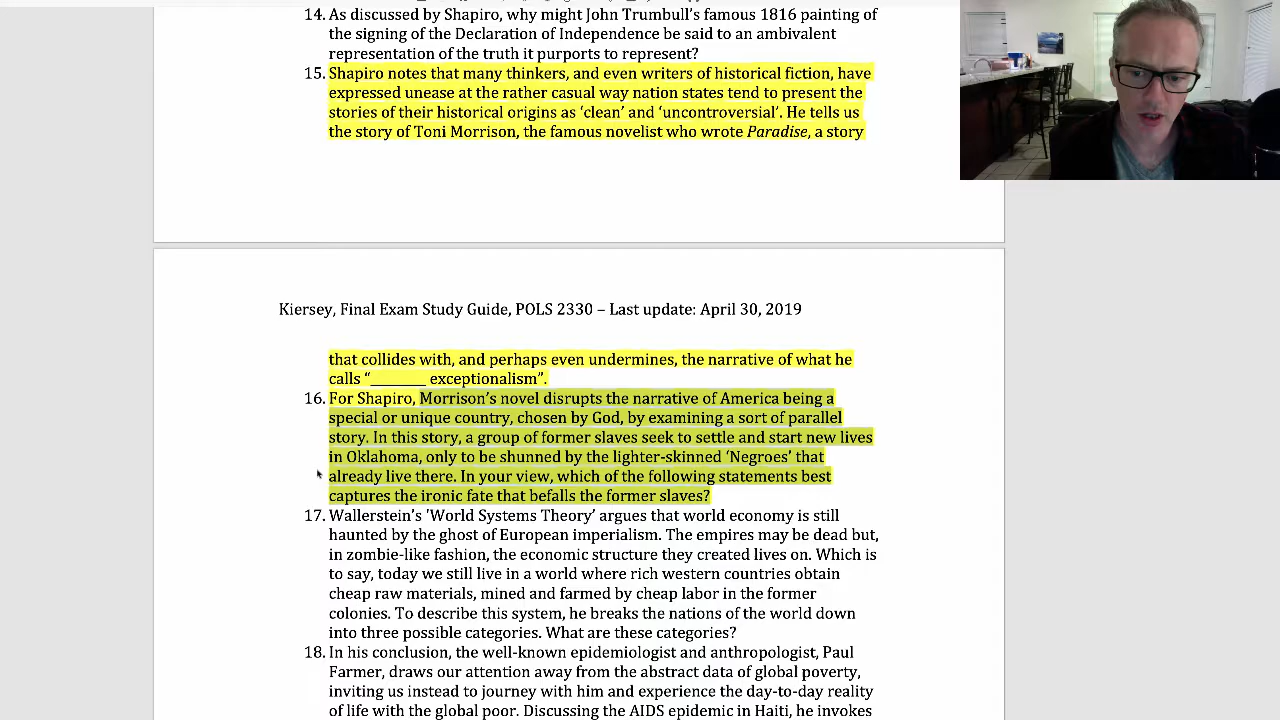 14. As discussed by Shapiro, why might John Trumbull's famous 1816 painting of
the signing of the Declaration of Independence be said to an ambivalent
representation of the truth it purports to represent?
15. Shapiro notes that many thinkers, and even writers of historical fiction, have
expressed unease at the rather casual way nation states tend to present the
stories of their historical origins as 'clean' and 'uncontroversial'. He tells us
the story of Toni Morrison, the famous novelist who wrote Paradise, a story
Kiersey, Final Exam Study Guide, POLS 2330 – Last update: April 30, 2019
that collides with, and perhaps even undermines, the narrative of what he
calls "________ exceptionalism".
16. For Shapiro, Morrison's novel disrupts the narrative of America being a
special or unique country, chosen by God, by examining a sort of parallel
story. In this story, a group of former slaves seek to settle and start new lives
in Oklahoma, only to be shunned by the lighter-skinned 'Negroes' that
already live there. In your view, which of the following statements best
captures the ironic fate that befalls the former slaves?
17. Wallerstein's 'World Systems Theory' argues that world economy is still
haunted by the ghost of European imperialism. The empires may be dead but,
in zombie-like fashion, the economic structure they created lives on. Which is
to say, today we still live in a world where rich western countries obtain
cheap raw materials, mined and farmed by cheap labor in the former
colonies. To describe this system, he breaks the nations of the world down
into three possible categories. What are these categories?
18. In his conclusion, the well-known epidemiologist and anthropologist, Paul
Farmer, draws our attention away from the abstract data of global poverty,
inviting us instead to journey with him and experience the day-to-day reality
of life with the global poor. Discussing the AIDS epidemic in Haiti, he invokes